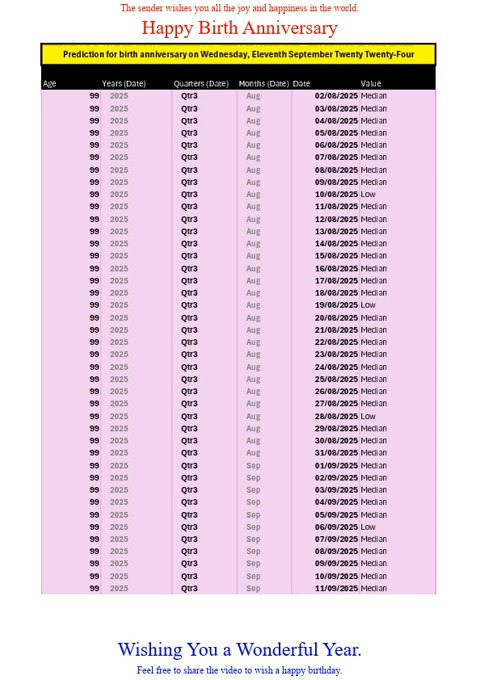 The sender wishes you all the joy and happiness in the world.
Happy Birth Anniversary
Prediction for birth anniversary on Wednesday, Eleventh September Twenty Twenty-Four
Age Years (Date) Quarters (Date) Months (Date) Date Value
99 2025 Qtr3 Aug 02/08/2025 Median
99 2025 Qtr3 Aug 03/08/2025 Median
99 2025 Qtr3 Aug 04/08/2025 Median
99 2025 Qtr3 Aug 05/08/2025 Median
99 2025 Qtr3 Aug 06/08/2025 Median
99 2025 Qtr3 Aug 07/08/2025 Median
99 2025 Qtr3 Aug 08/08/2025 Median
99 2025 Qtr3 Aug 09/08/2025 Median
99 2025 Qtr3 Aug 10/08/2025 Low
99 2025 Qtr3 Aug 11/08/2025 Median
99 2025 Qtr3 Aug 12/08/2025 Median
99 2025 Qtr3 Aug 13/08/2025 Median
99 2025 Qtr3 Aug 14/08/2025 Median
99 2025 Qtr3 Aug 15/08/2025 Median
99 2025 Qtr3 Aug 16/08/2025 Median
99 2025 Qtr3 Aug 17/08/2025 Median
99 2025 Qtr3 Aug 18/08/2025 Median
99 2025 Qtr3 Aug 19/08/2025 Low
99 2025 Qtr3 Aug 20/08/2025 Median
99 2025 Qtr3 Aug 21/08/2025 Median
99 2025 Qtr3 Aug 22/08/2025 Median
99 2025 Qtr3 Aug 23/08/2025 Median
99 2025 Qtr3 Aug 24/08/2025 Median
99 2025 Qtr3 Aug 25/08/2025 Median
99 2025 Qtr3 Aug 26/08/2025 Median
99 2025 Qtr3 Aug 27/08/2025 Median
99 2025 Qtr3 Aug 28/08/2025 Low
99 2025 Qtr3 Aug 29/08/2025 Median
99 2025 Qtr3 Aug 30/08/2025 Median
99 2025 Qtr3 Aug 31/08/2025 Median
99 2025 Qtr3 Sep 01/09/2025 Median
99 2025 Qtr3 Sep 02/09/2025 Median
99 2025 Qtr3 Sep 03/09/2025 Median
99 2025 Qtr3 Sep 04/09/2025 Median
99 2025 Qtr3 Sep 05/09/2025 Median
99 2025 Qtr3 Sep 06/09/2025 Low
99 2025 Qtr3 Sep 07/09/2025 Median
99 2025 Qtr3 Sep 08/09/2025 Median
99 2025 Qtr3 Sep 09/09/2025 Median
99 2025 Qtr3 Sep 10/09/2025 Median
99 2025 Qtr3 Sep 11/09/2025 Median
Wishing You a Wonderful Year.
Feel free to share the video to wish a happy birthday.